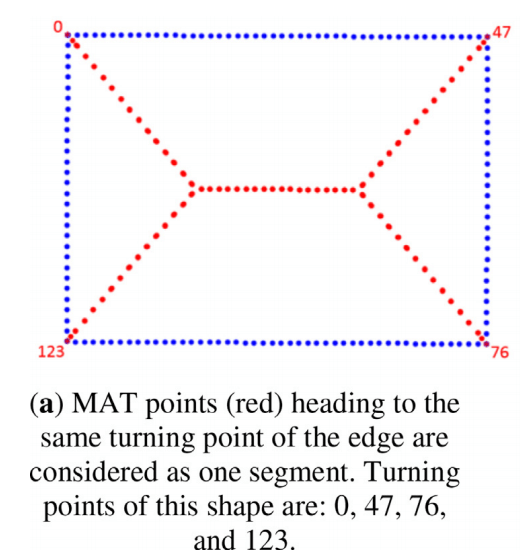 0
47
123
76
(a) MAT points (red) heading to the
same turning point of the edge are
considered as one segment. Turning
points of this shape are: 0, 47, 76,
and 123.